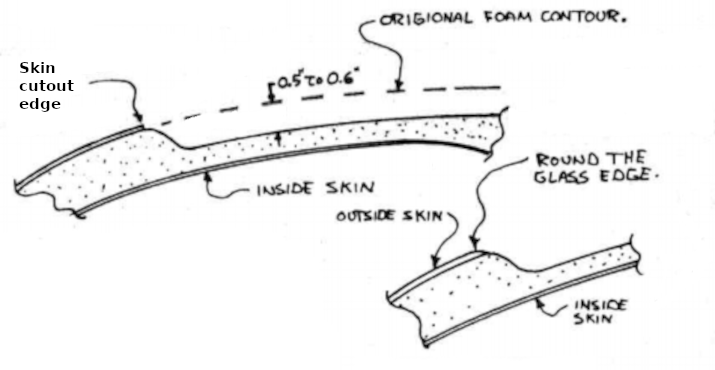 ORIGIONAL FOAM CONTOUR.
Skin
cutout
edge
0.5" TO 0.6"
INSIDE SKIN
ROUND THE
GLASS EDGE.
OUTSIDE SKIN
INSIDE
SKIN